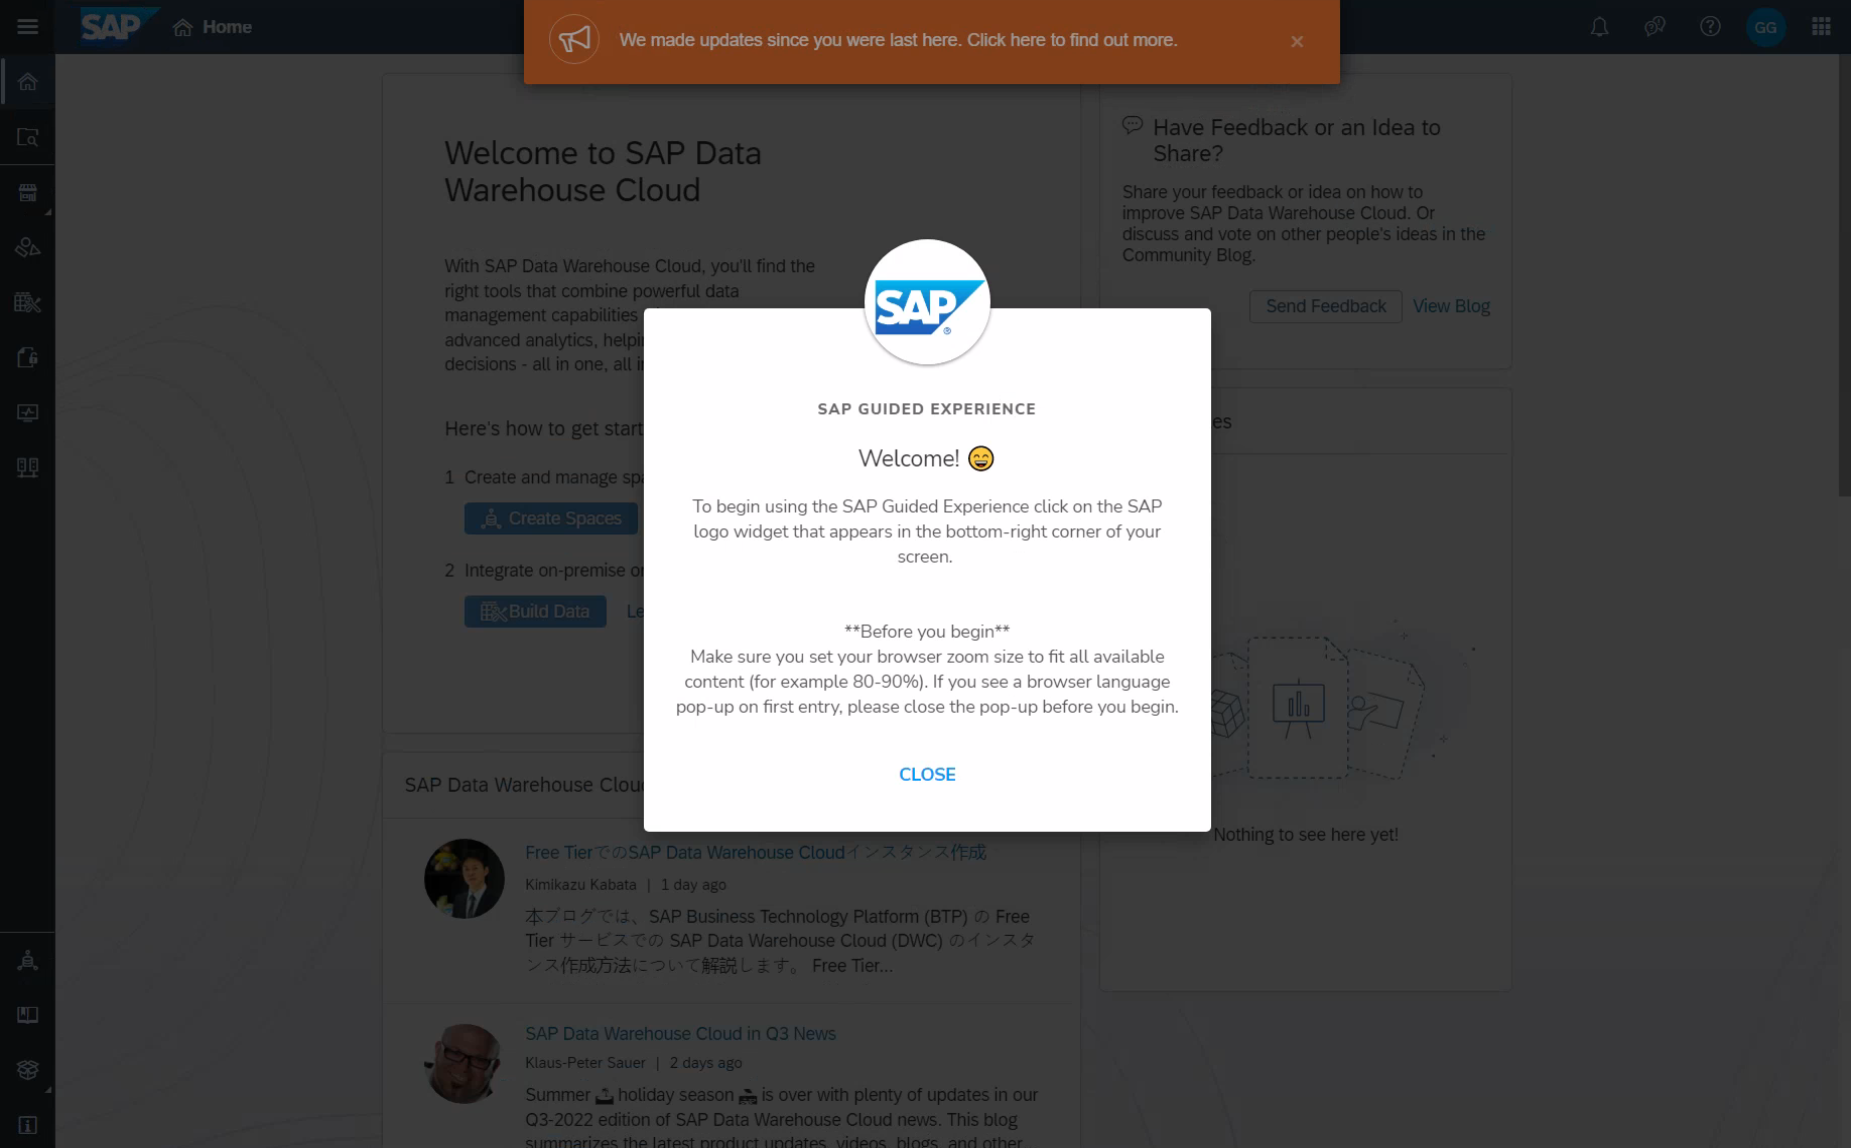 SAP
Home
We made updates since you were last here. Click here to find out more.
GG
Welcome to SAP Data
Warehouse Cloud
With SAP Data Warehouse Cloud, you'll find the
right tools that combine powerful data
management capabilities
advanced analytics, helpi
decisions - all in one, all i
Here's how to get start
1 Create and manage spa
Create Spaces
2 Integrate on-premise or
Build Data
Le
Have Feedback or an Idea to
Share?
Share your feedback or idea on how to
improve SAP Data Warehouse Cloud. Or
discuss and vote on other people's ideas in the
Community Blog.
Send Feedback
View Blog
es
Nothing to see here yet!
SAP®
SAP GUIDED EXPERIENCE
Welcome! 😄
To begin using the SAP Guided Experience click on the SAP
logo widget that appears in the bottom-right corner of your
screen.
**Before you begin**
Make sure you set your browser zoom size to fit all available
content (for example 80-90%). If you see a browser language
pop-up on first entry, please close the pop-up before you begin.
CLOSE
SAP Data Warehouse Clou
Free TierでのSAP Data Warehouse Cloudインスタンス作成
Kimikazu Kabata | 1 day ago
本ブログでは、SAP Business Technology Platform (BTP) の Free
Tier サービスでの SAP Data Warehouse Cloud (DWC) のインスタ
ンス作成方法について解説します。 Free Tier...
SAP Data Warehouse Cloud in Q3 News
Klaus-Peter Sauer | 2 days ago
Summer holiday season is over with plenty of updates in our
Q3-2022 edition of SAP Data Warehouse Cloud news. This blog
summarizes the latest product updates, videos, blogs, and other...